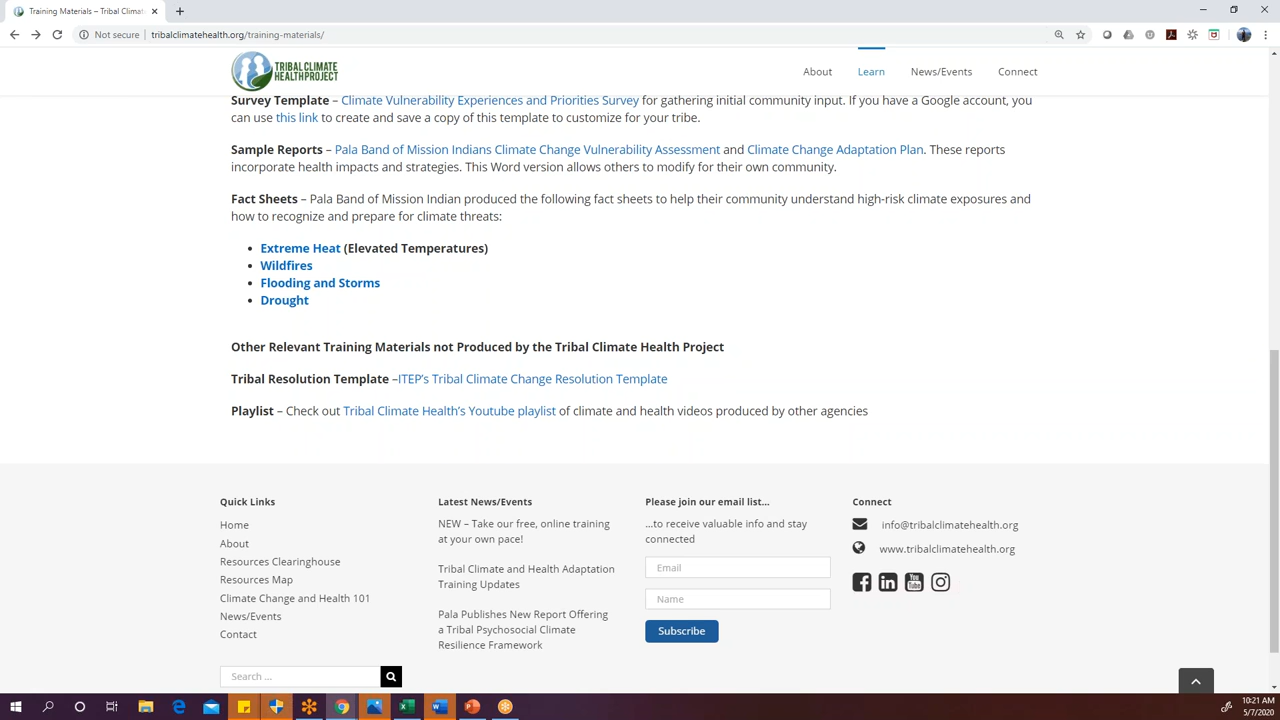 Training Materials – Tribal Climat
Not secure | tribalclimatehealth.org/training-materials/
TRIBAL CLIMATE
HEALTH PROJECT
About
Learn
News/Events
Connect
Survey Template – Climate Vulnerability Experiences and Priorities Survey for gathering initial community input. If you have a Google account, you
can use this link to create and save a copy of this template to customize for your tribe.
Sample Reports – Pala Band of Mission Indians Climate Change Vulnerability Assessment and Climate Change Adaptation Plan. These reports
incorporate health impacts and strategies. This Word version allows others to modify for their own community.
Fact Sheets – Pala Band of Mission Indian produced the following fact sheets to help their community understand high-risk climate exposures and
how to recognize and prepare for climate threats:
• Extreme Heat (Elevated Temperatures)
• Wildfires
• Flooding and Storms
• Drought
Other Relevant Training Materials not Produced by the Tribal Climate Health Project
Tribal Resolution Template –ITEP's Tribal Climate Change Resolution Template
Playlist – Check out Tribal Climate Health's Youtube playlist of climate and health videos produced by other agencies
Quick Links
Home
About
Resources Clearinghouse
Resources Map
Climate Change and Health 101
News/Events
Contact
Search ...
Latest News/Events
NEW – Take our free, online training
at your own pace!
Tribal Climate and Health Adaptation
Training Updates
Pala Publishes New Report Offering
a Tribal Psychosocial Climate
Resilience Framework
Please join our email list...
...to receive valuable info and stay
connected
Email
Name
Subscribe
Connect
info@tribalclimatehealth.org
www.tribalclimatehealth.org
You
Tube
10:21 AM
5/7/2020